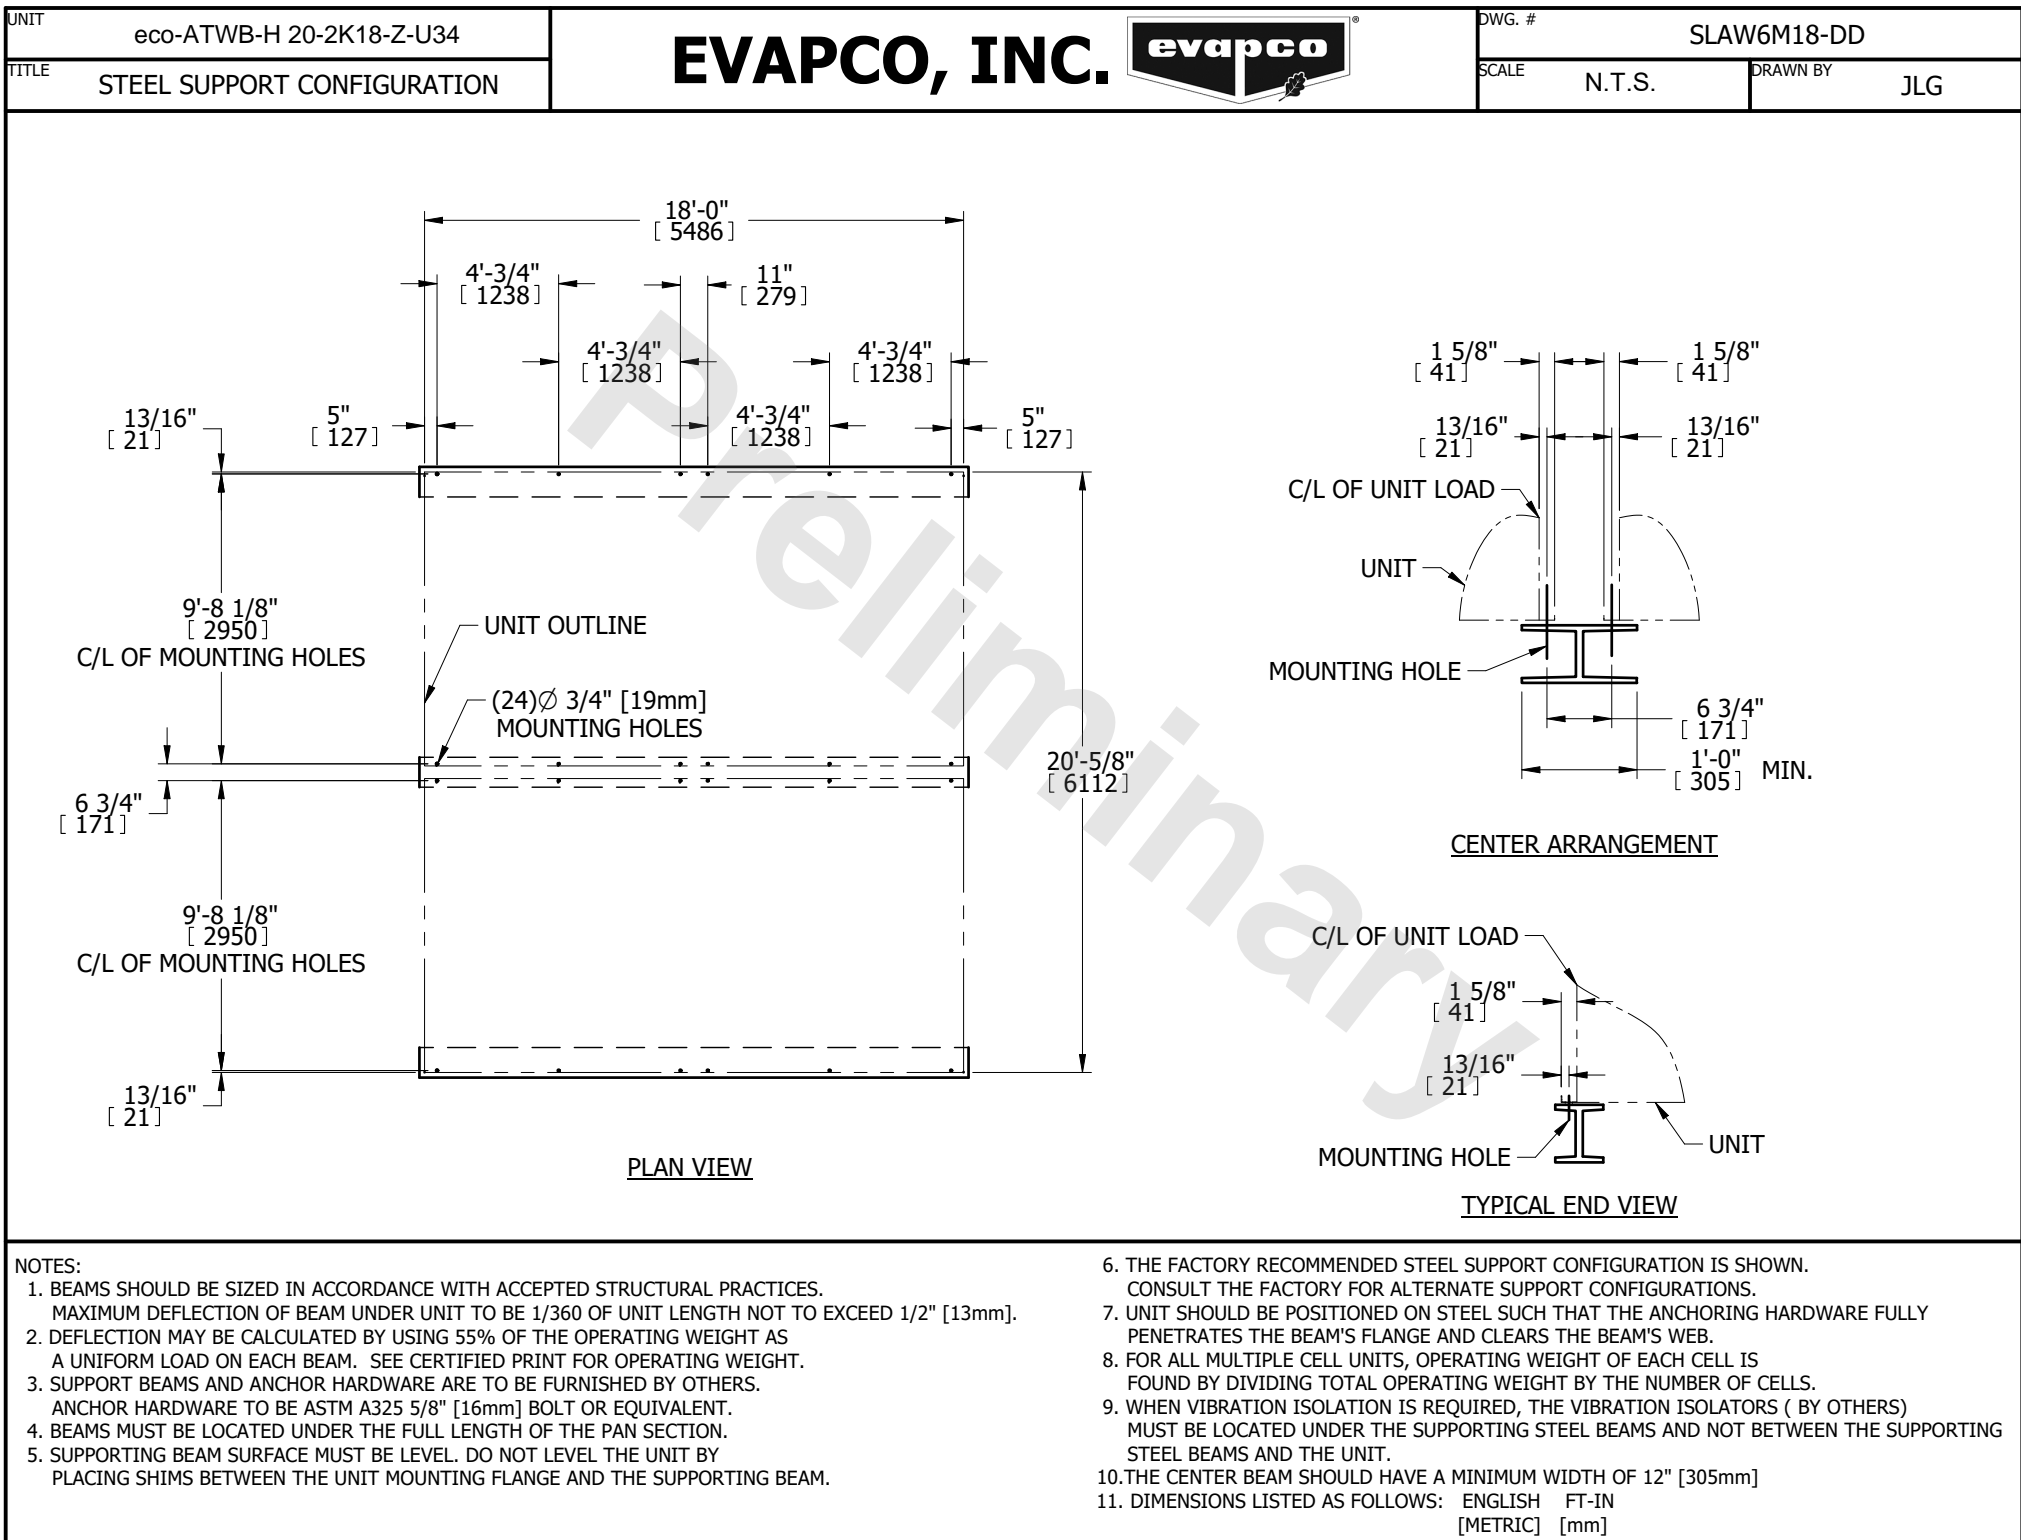 UNIT
eco-ATWB-H 20-2K18-Z-U34
TITLE
STEEL SUPPORT CONFIGURATION
EVAPCO, INC.
evapco
®
DWG. #
SLAW6M18-DD
SCALE
N.T.S.
DRAWN BY
JLG
18'-0"
[ 5486 ]
4'-3/4"
[ 1238 ]
11"
[ 279 ]
4'-3/4"
[ 1238 ]
4'-3/4"
[ 1238 ]
13/16"
[ 21 ]
5"
[ 127 ]
4'-3/4"
[ 1238 ]
5"
[ 127 ]
9'-8 1/8"
[ 2950 ]
C/L OF MOUNTING HOLES
UNIT OUTLINE
(24)∅ 3/4" [19mm]
MOUNTING HOLES
6 3/4"
[ 171 ]
20'-5/8"
[ 6112 ]
9'-8 1/8"
[ 2950 ]
C/L OF MOUNTING HOLES
13/16"
[ 21 ]
PLAN VIEW
Preliminary
1 5/8"
[ 41 ]
1 5/8"
[ 41 ]
13/16"
[ 21 ]
13/16"
[ 21 ]
C/L OF UNIT LOAD
UNIT
MOUNTING HOLE
6 3/4"
[ 171 ]
1'-0"
[ 305 ] MIN.
CENTER ARRANGEMENT
C/L OF UNIT LOAD
1 5/8"
[ 41 ]
13/16"
[ 21 ]
MOUNTING HOLE
UNIT
TYPICAL END VIEW
NOTES:
1. BEAMS SHOULD BE SIZED IN ACCORDANCE WITH ACCEPTED STRUCTURAL PRACTICES.
MAXIMUM DEFLECTION OF BEAM UNDER UNIT TO BE 1/360 OF UNIT LENGTH NOT TO EXCEED 1/2" [13mm].
2. DEFLECTION MAY BE CALCULATED BY USING 55% OF THE OPERATING WEIGHT AS
A UNIFORM LOAD ON EACH BEAM. SEE CERTIFIED PRINT FOR OPERATING WEIGHT.
3. SUPPORT BEAMS AND ANCHOR HARDWARE ARE TO BE FURNISHED BY OTHERS.
ANCHOR HARDWARE TO BE ASTM A325 5/8" [16mm] BOLT OR EQUIVALENT.
4. BEAMS MUST BE LOCATED UNDER THE FULL LENGTH OF THE PAN SECTION.
5. SUPPORTING BEAM SURFACE MUST BE LEVEL. DO NOT LEVEL THE UNIT BY
PLACING SHIMS BETWEEN THE UNIT MOUNTING FLANGE AND THE SUPPORTING BEAM.
6. THE FACTORY RECOMMENDED STEEL SUPPORT CONFIGURATION IS SHOWN.
CONSULT THE FACTORY FOR ALTERNATE SUPPORT CONFIGURATIONS.
7. UNIT SHOULD BE POSITIONED ON STEEL SUCH THAT THE ANCHORING HARDWARE FULLY
PENETRATES THE BEAM'S FLANGE AND CLEARS THE BEAM'S WEB.
8. FOR ALL MULTIPLE CELL UNITS, OPERATING WEIGHT OF EACH CELL IS
FOUND BY DIVIDING TOTAL OPERATING WEIGHT BY THE NUMBER OF CELLS.
9. WHEN VIBRATION ISOLATION IS REQUIRED, THE VIBRATION ISOLATORS ( BY OTHERS)
MUST BE LOCATED UNDER THE SUPPORTING STEEL BEAMS AND NOT BETWEEN THE SUPPORTING
STEEL BEAMS AND THE UNIT.
10.THE CENTER BEAM SHOULD HAVE A MINIMUM WIDTH OF 12" [305mm]
11. DIMENSIONS LISTED AS FOLLOWS: ENGLISH FT-IN
[METRIC] [mm]